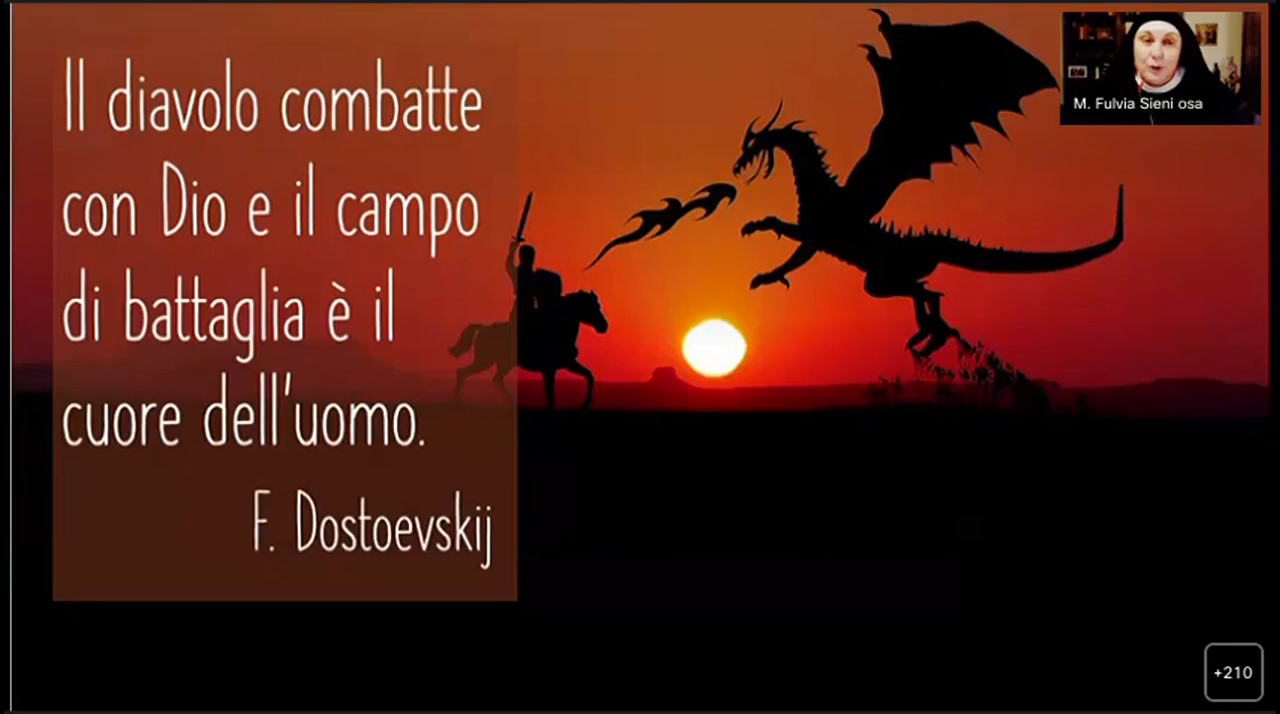 Il diavolo combatte
con Dio e il campo
di battaglia è il
cuore dell'uomo.
F. Dostoevskij
M. Fulvia Sieni osa
+210